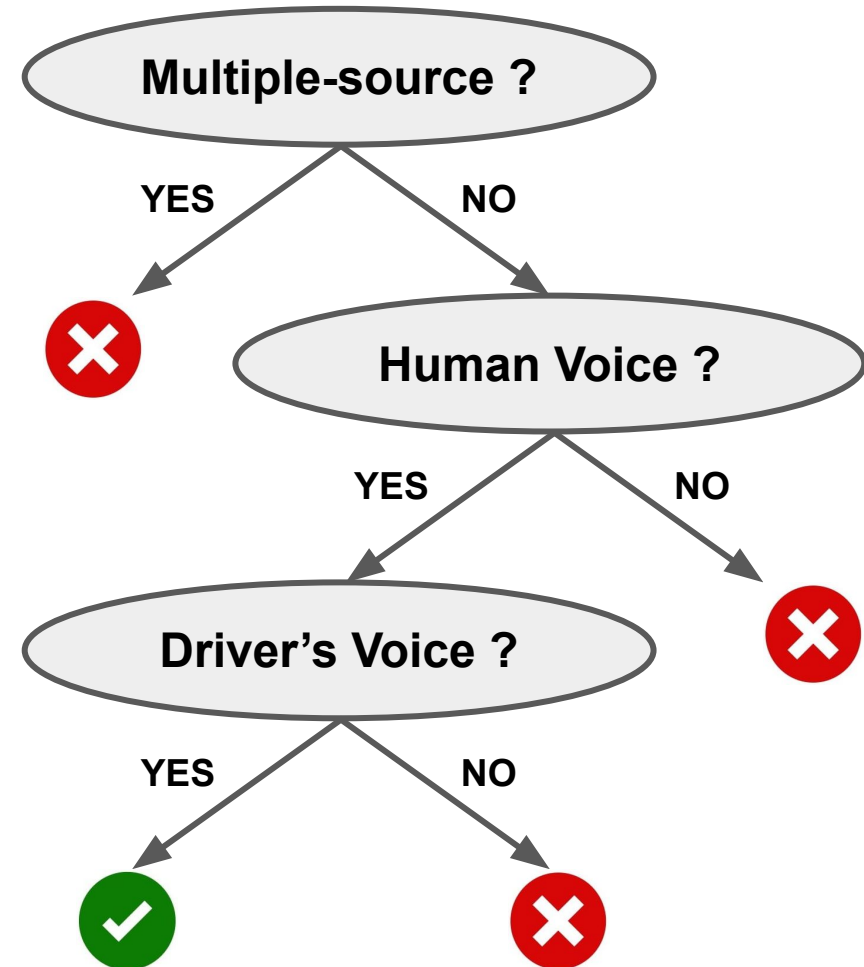 Multiple-source ?
YES
NO
Human Voice ?
YES
NO
Driver’s Voice ?
YES
NO